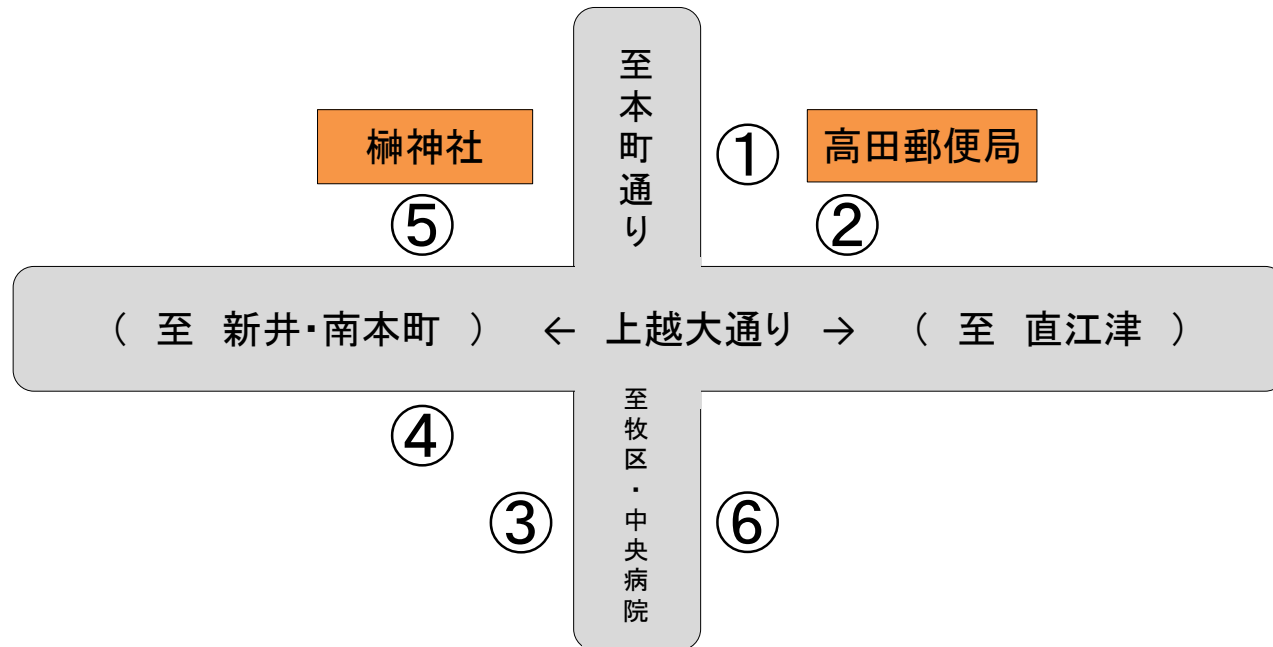 至本町通り
榊神社
①
高田郵便局
⑤
②
( 至 新井・南本町 ) ← 上越大通り → ( 至 直江津 )
④
至牧区・中央病院
③
⑥